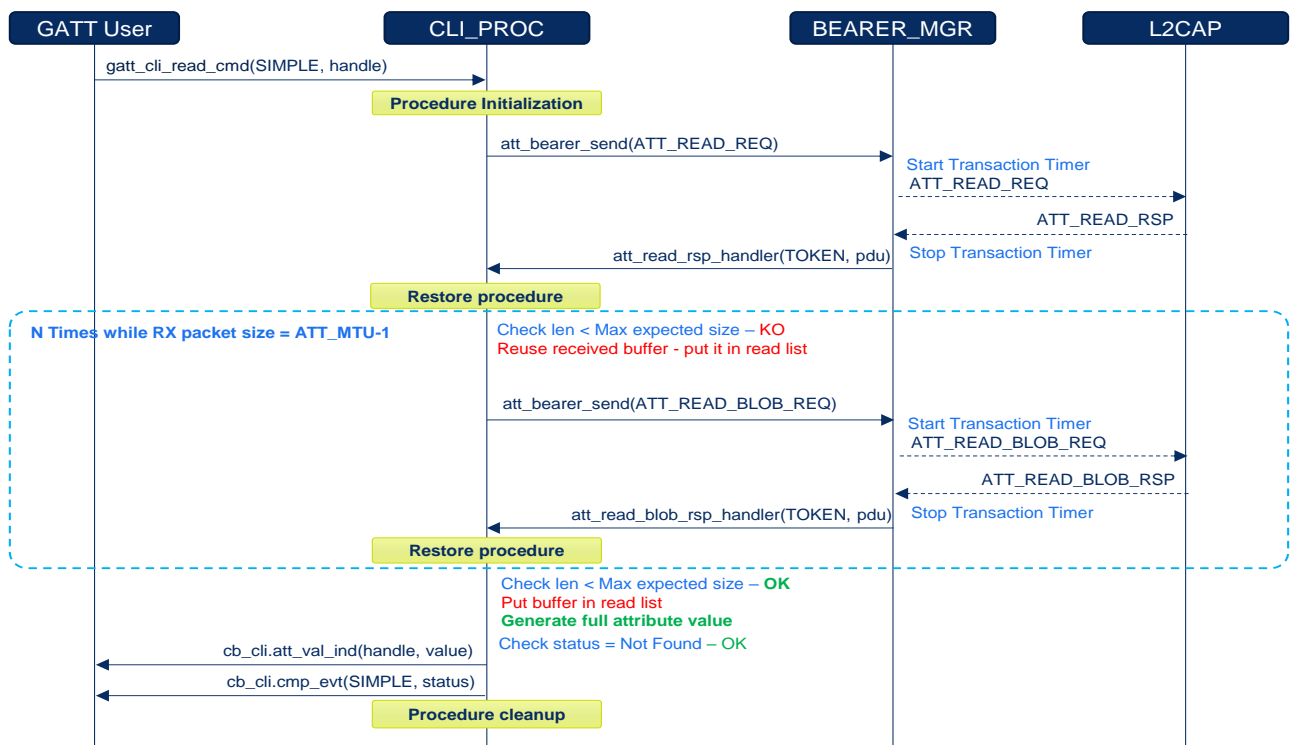 GATT User
CLI_PROC
BEARER_MGR
L2CAP
gatt_cli_read_cmd(SIMPLE, handle)
Procedure Initialization
att_bearer_send(ATT_READ_REQ)
Start Transaction Timer
ATT_READ_REQ
ATT_READ_RSP
Stop Transaction Timer
att_read_rsp_handler(TOKEN, pdu)
Restore procedure
N Times while RX packet size = ATT_MTU-1
Check len < Max expected size – KO
Reuse received buffer - put it in read list
att_bearer_send(ATT_READ_BLOB_REQ)
Start Transaction Timer
ATT_READ_BLOB_REQ
ATT_READ_BLOB_RSP
Stop Transaction Timer
att_read_blob_rsp_handler(TOKEN, pdu)
Restore procedure
Check len < Max expected size – OK
Put buffer in read list
Generate full attribute value
Check status = Not Found – OK
cb_cli.att_val_ind(handle, value)
cb_cli.cmp_evt(SIMPLE, status)
Procedure cleanup